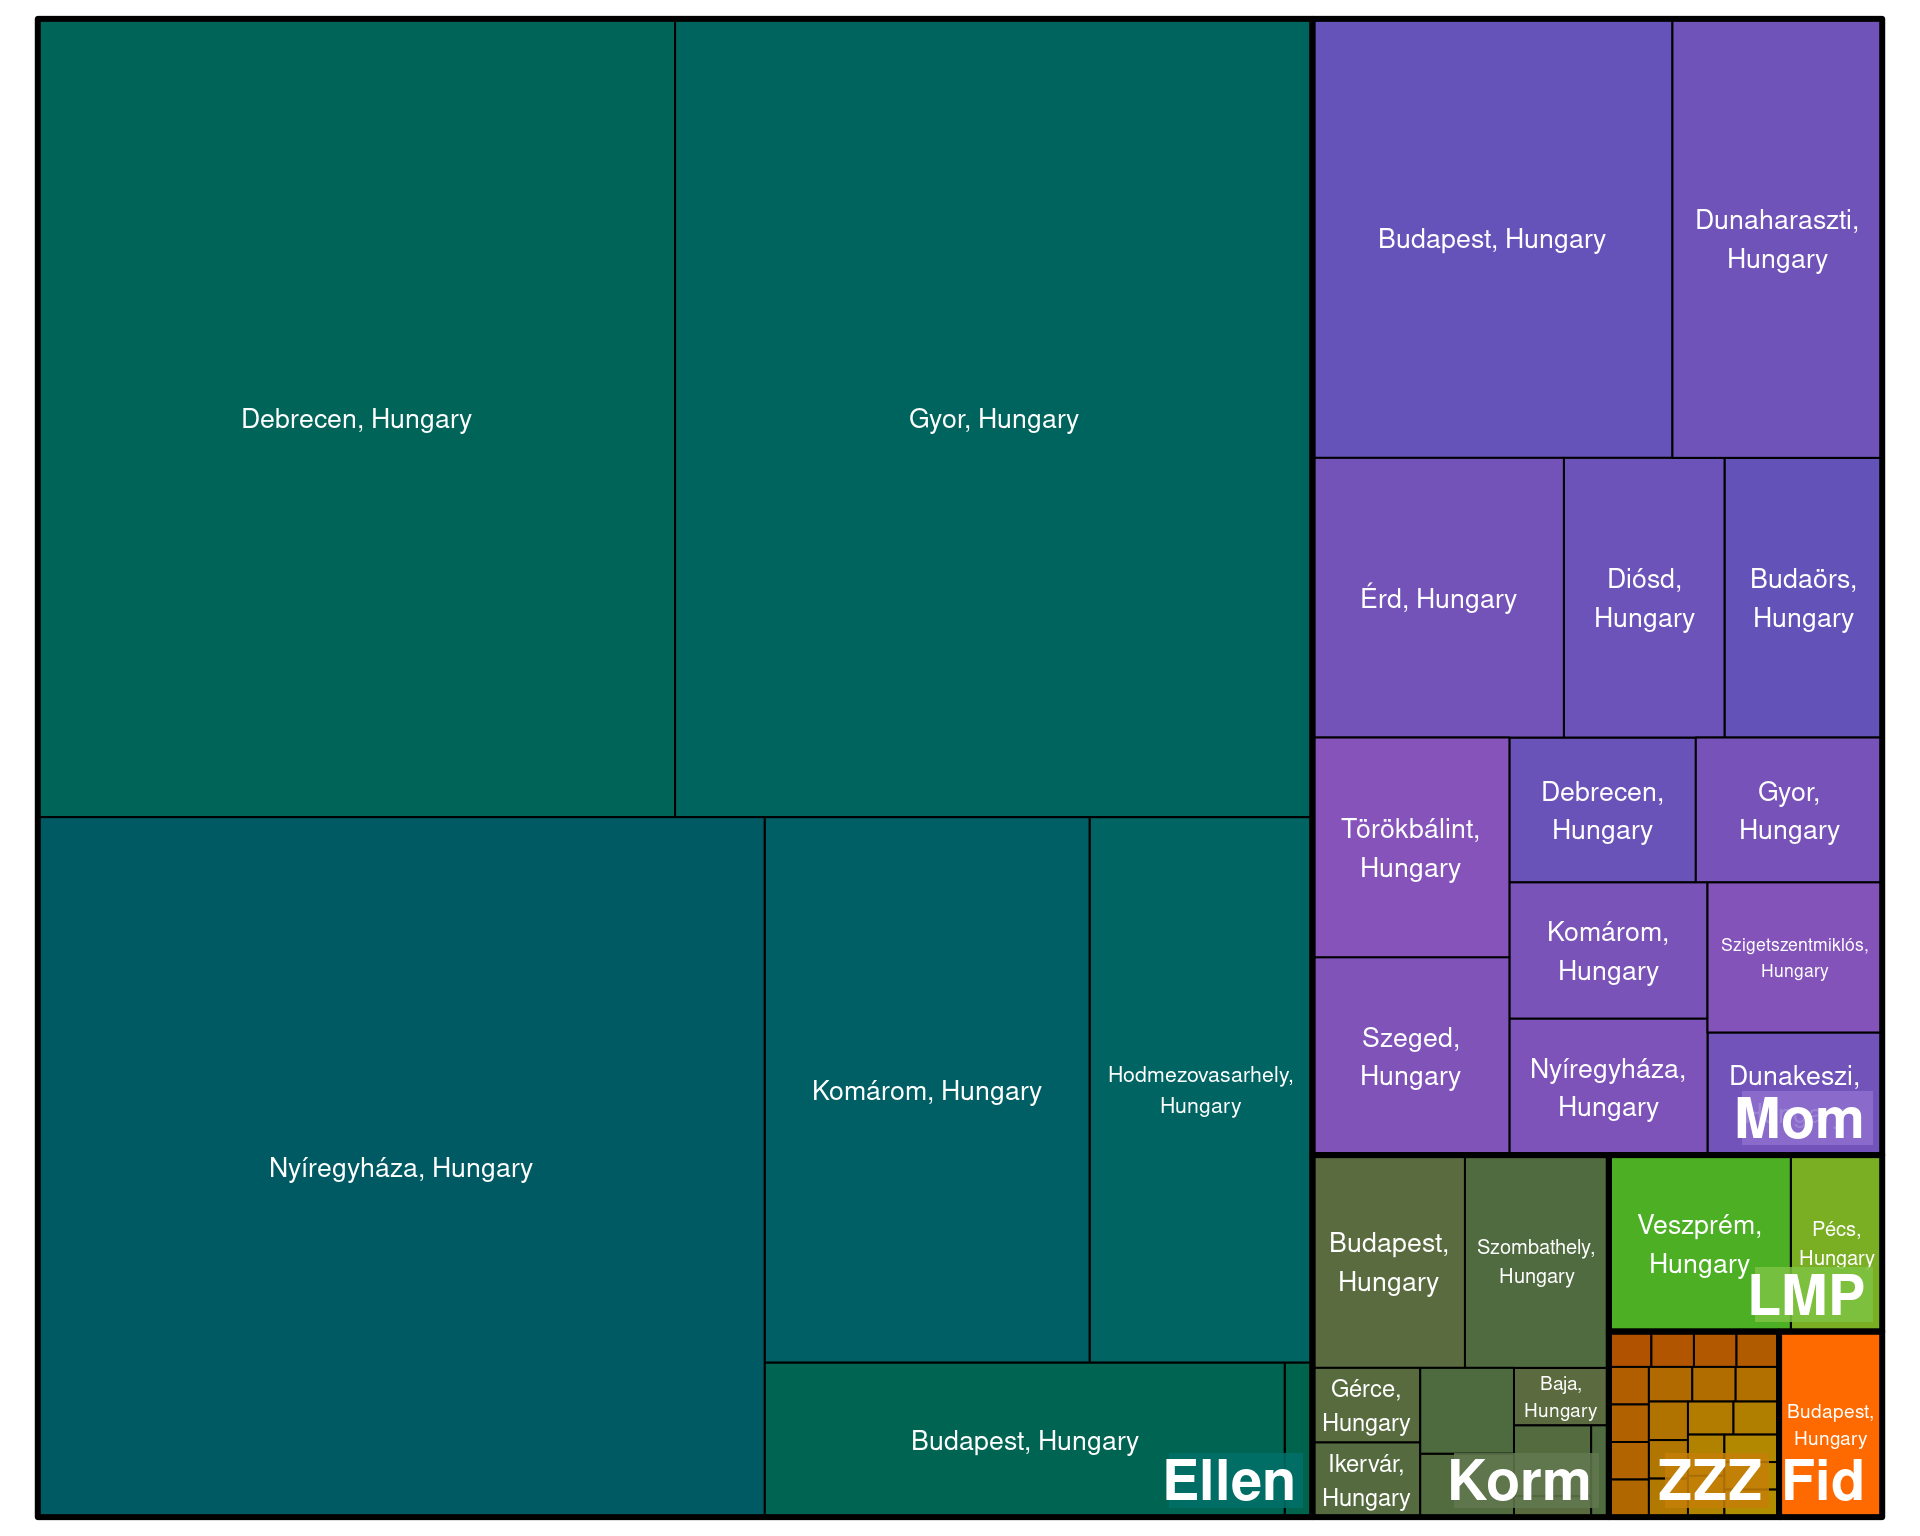 Debrecen, Hungary
Gyor, Hungary
Nyíregyháza, Hungary
Komárom, Hungary
Hodmezovasarhely,
Hungary
Budapest, Hungary
Ellen
Budapest, Hungary
Dunaharaszti,
Hungary
Érd, Hungary
Diósd,
Hungary
Budaörs,
Hungary
Törökbálint,
Hungary
Debrecen,
Hungary
Gyor,
Hungary
Komárom,
Hungary
Szigetszentmiklós,
Hungary
Szeged,
Hungary
Nyíregyháza,
Hungary
Dunakeszi,
Mom
Budapest,
Hungary
Szombathely,
Hungary
Gérce,
Hungary
Baja,
Hungary
Ikervár,
Hungary
Korm
Veszprém,
Hungary
Pécs,
Hungary
LMP
ZZZ
Budapest,
Hungary
Fid